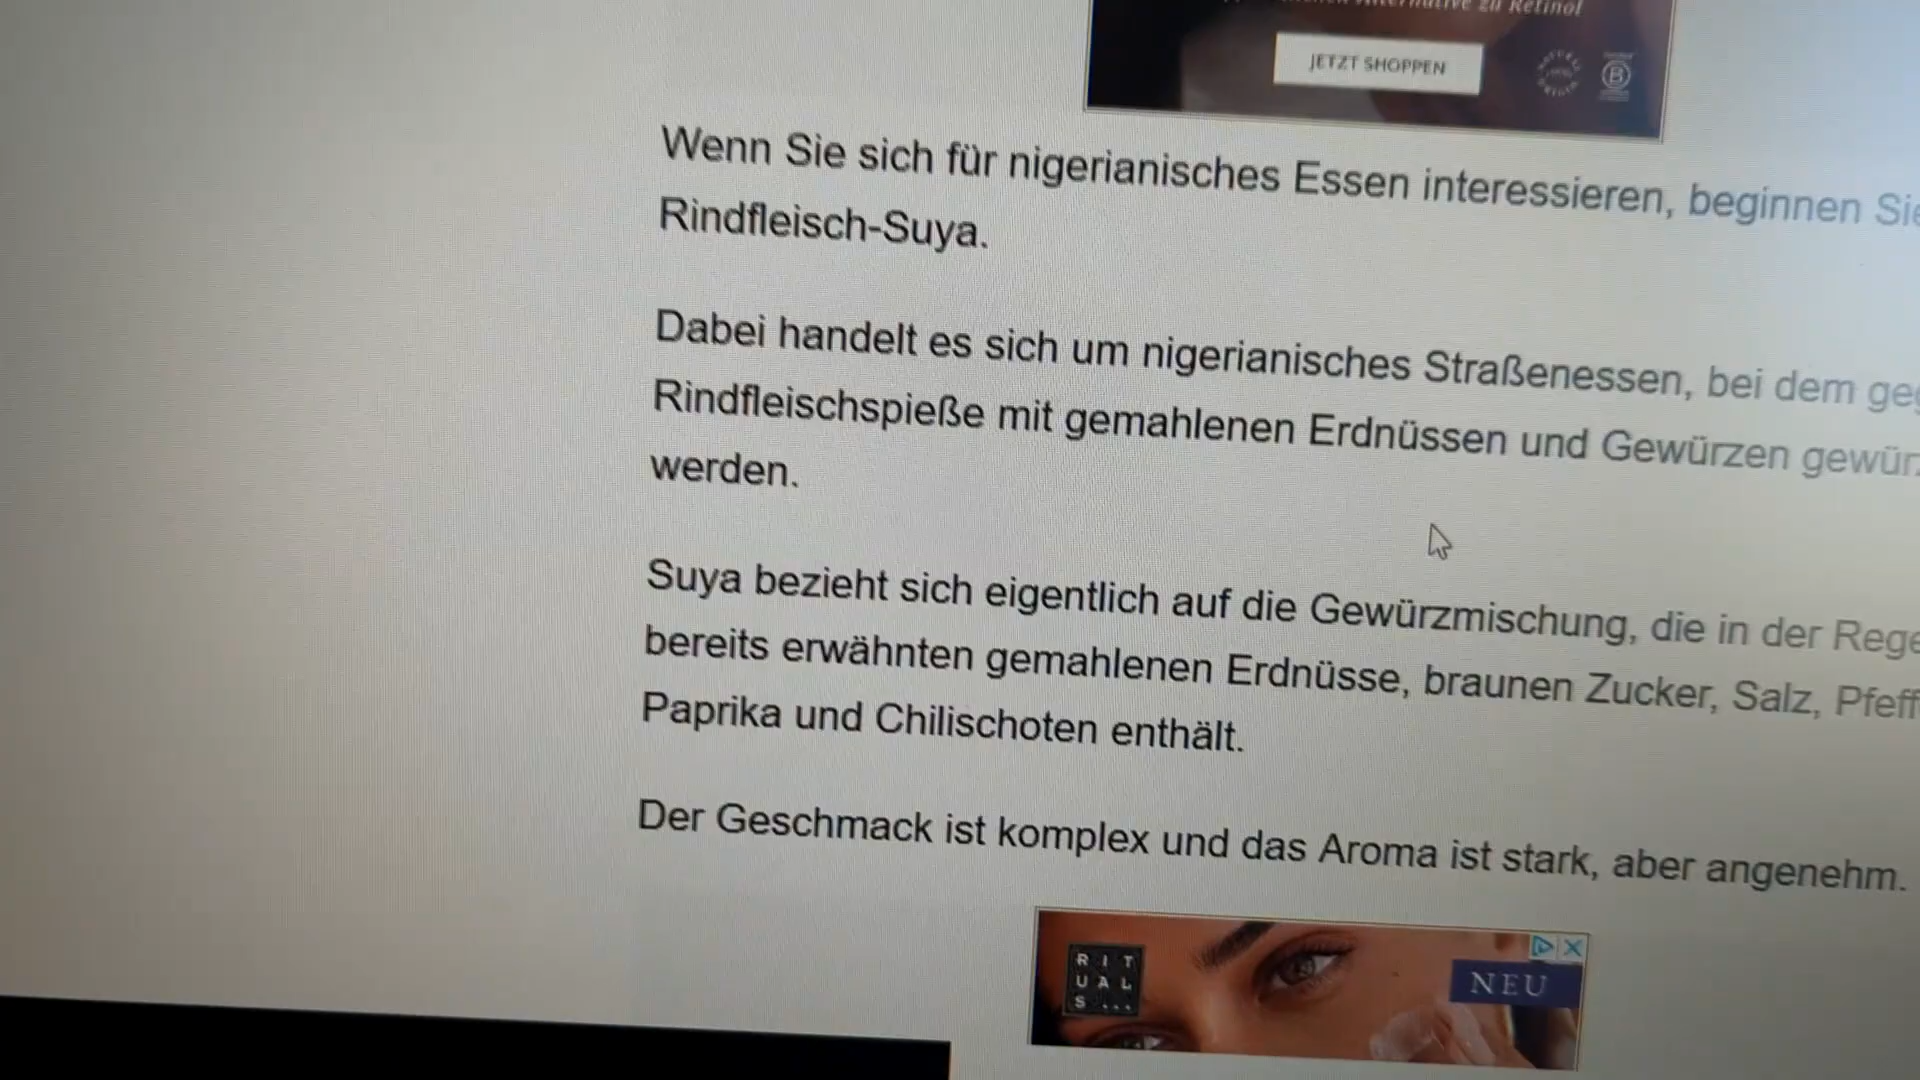 Alternative zu Retinol
JETZT SHOPPEN
B
Wenn Sie sich für nigerianisches Essen interessieren, beginnen Sie
Rindfleisch-Suya.
Dabei handelt es sich um nigerianisches Straßenessen, bei dem
Rindfleischspieße mit gemahlenen Erdnüssen und Gewürzen
werden.
Suya bezieht sich eigentlich auf die Gewürzmischung, die in der
bereits erwähnten gemahlenen Erdnüsse, braunen Zucker, Salz,
Paprika und Chilischoten enthält.
Der Geschmack ist komplex und das Aroma ist stark, aber angenehm.
RITUALS...
NEU